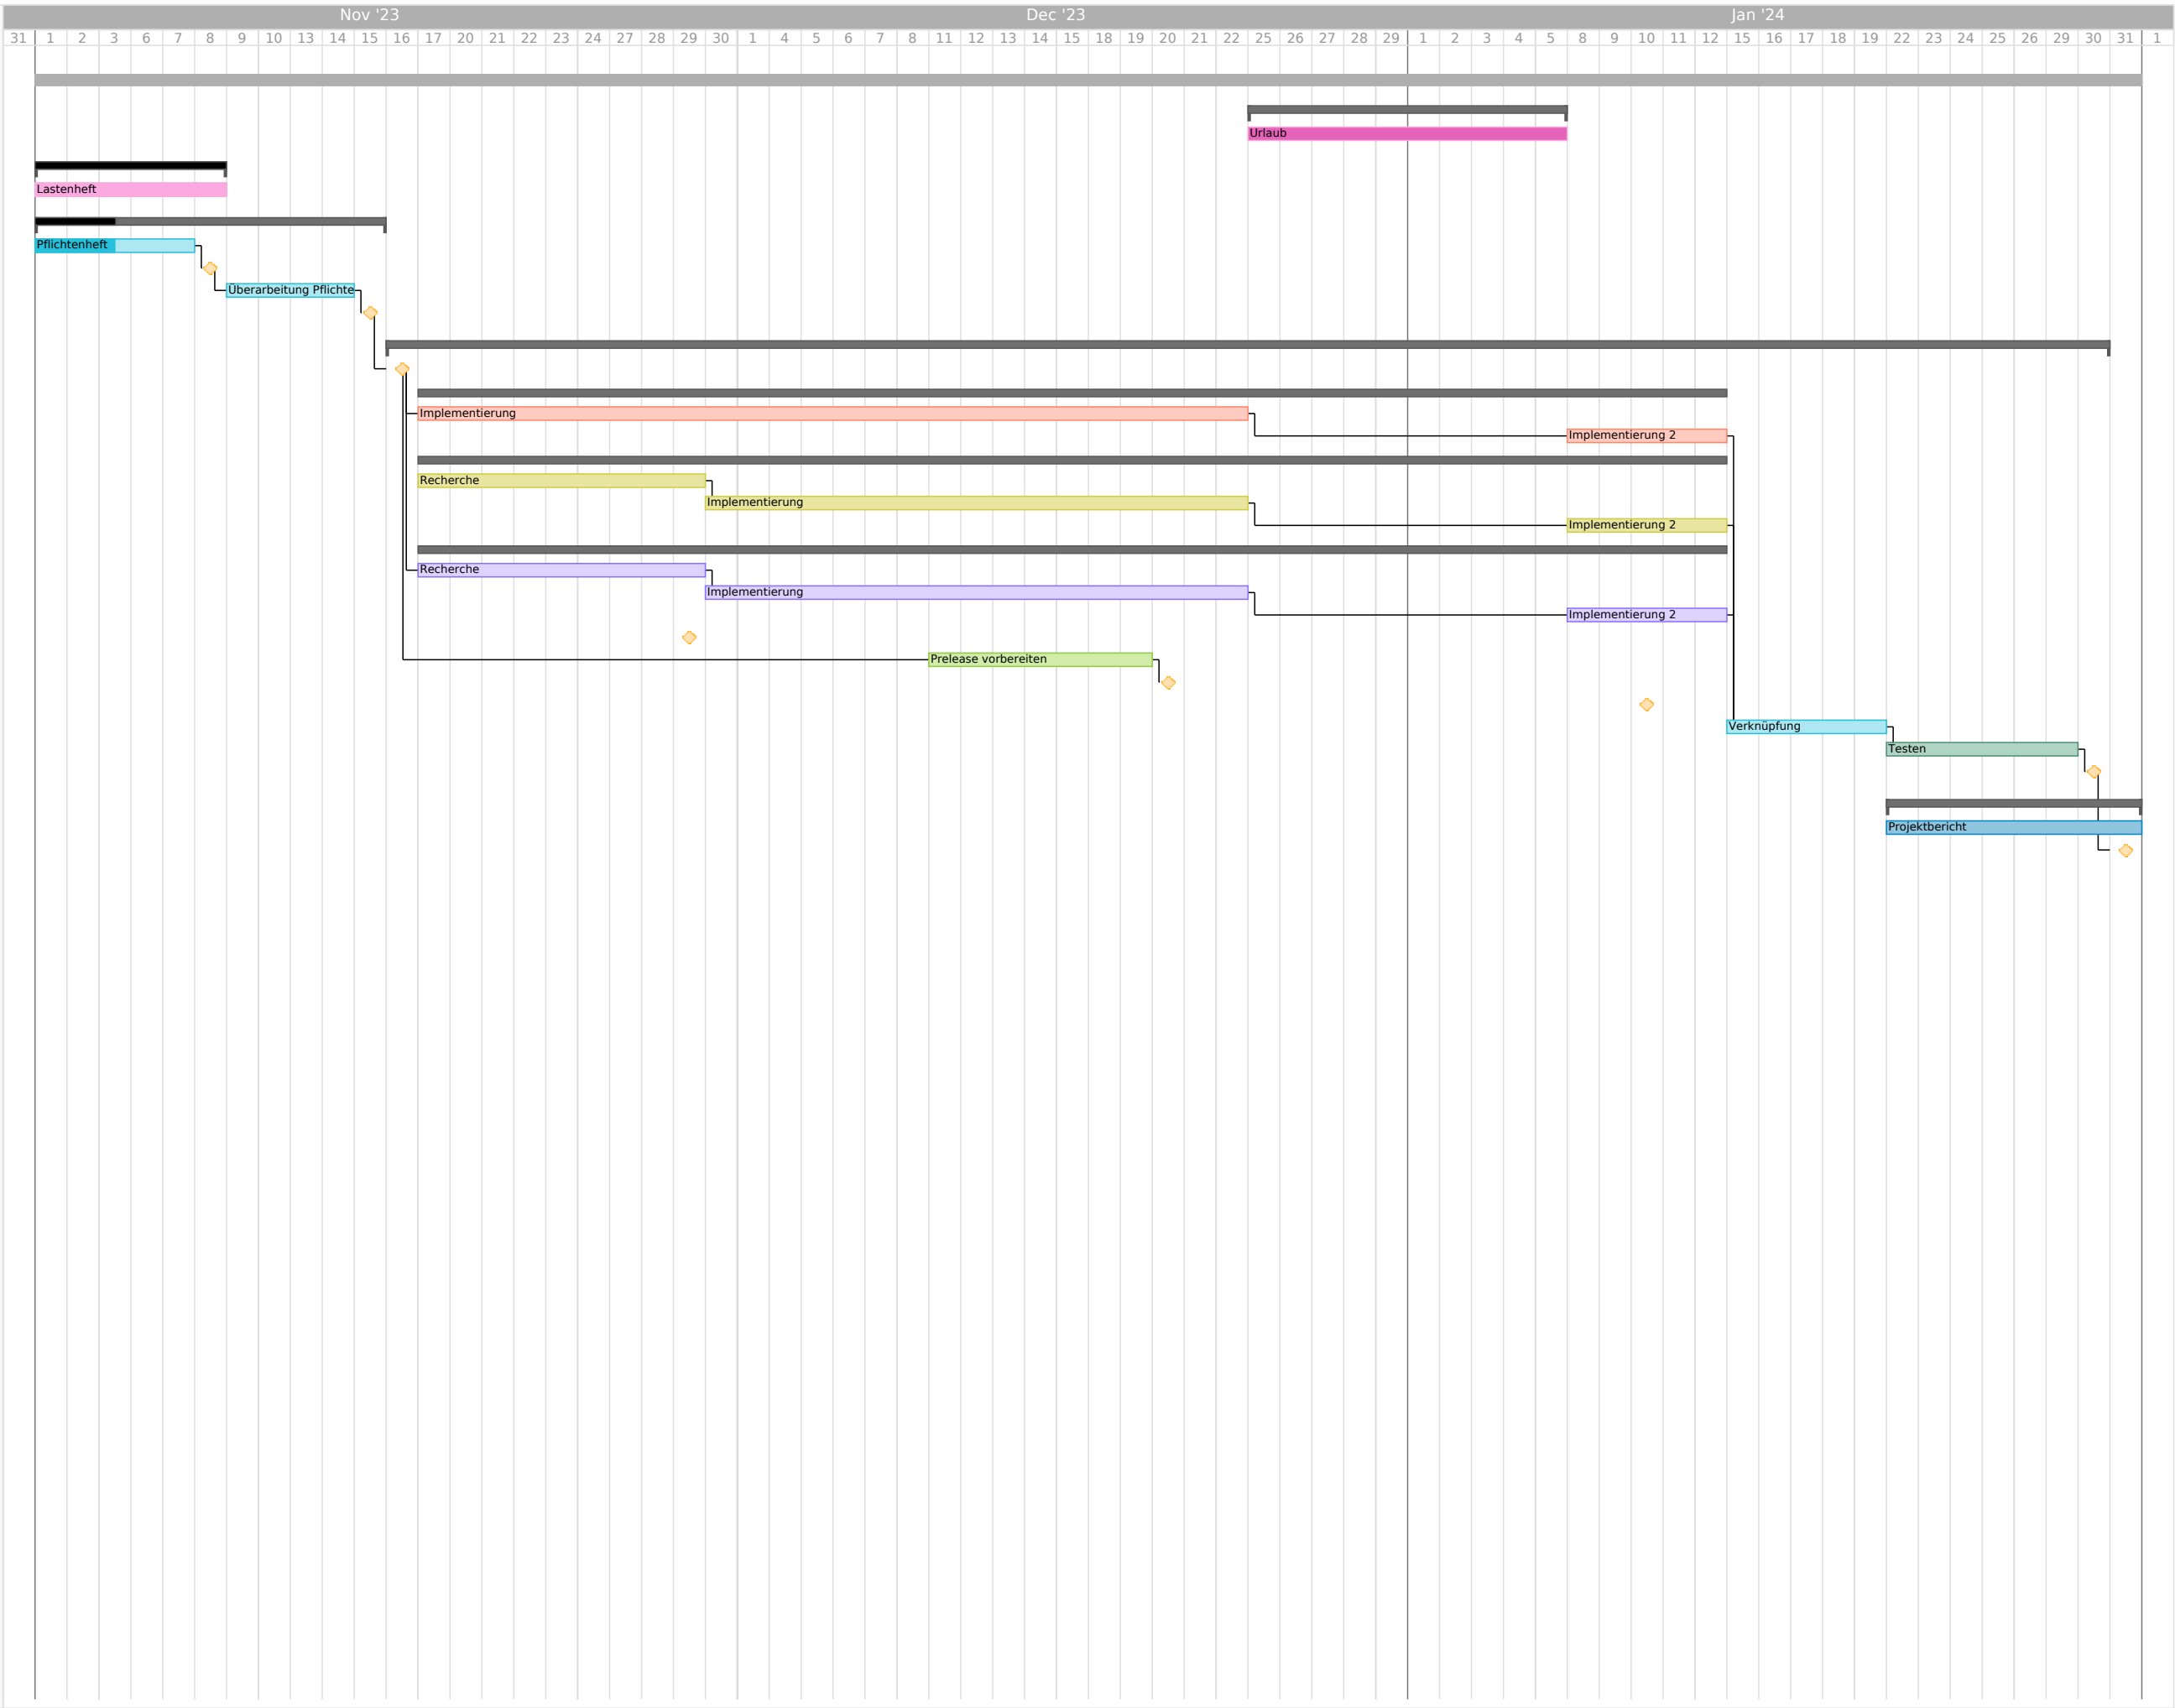 Nov '23 Dec '23 Jan '24
31 1 2 3 6 7 8 9 10 13 14 15 16 17 20 21 22 23 24 27 28 29 30 1 4 5 6 7 8 11 12 13 14 15 18 19 20 21 22 25 26 27 28 29 1 2 3 4 5 8 9 10 11 12 15 16 17 18 19 22 23 24 25 26 29 30 31 1
Urlaub
Lastenheft
Pflichtenheft
Überarbeitung Pflichte
Implementierung
Implementierung 2
Recherche
Implementierung
Implementierung 2
Recherche
Implementierung
Implementierung 2
Prelease vorbereiten
Verknüpfung
Testen
Projektbericht